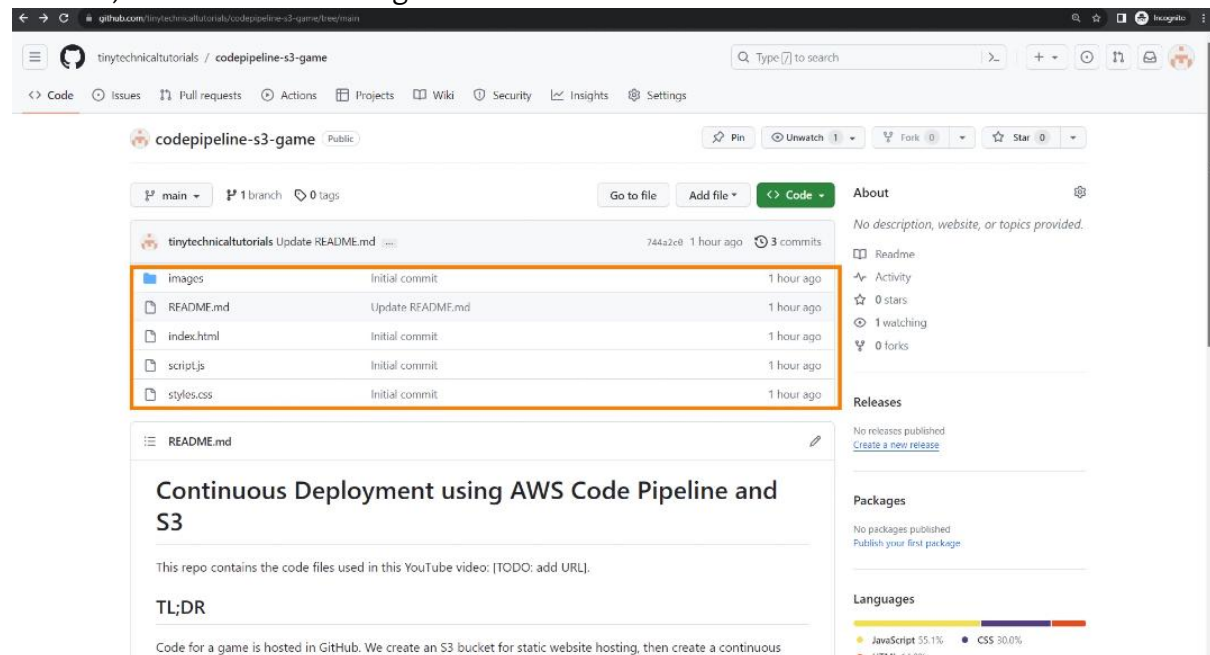 github.com/tinytechnicaltutorials/codepipeline-s3-game/tree/main
Incognito
tinytechnicaltutorials / codepipeline-s3-game
Type [/] to search
<> Code Issues Pull requests Actions Projects Wiki Security Insights Settings
codepipeline-s3-game Public
Pin Unwatch 1 Fork 0 Star 0
main 1 branch 0 tags
Go to file Add file <> Code
About
No description, website, or topics provided.
tinytechnicaltutorials Update README.md ...
744a2c0 1 hour ago 3 commits
images Initial commit 1 hour ago
README.md Update README.md 1 hour ago
index.html Initial commit 1 hour ago
script.js Initial commit 1 hour ago
styles.css Initial commit 1 hour ago
Readme
Activity
0 stars
1 watching
0 forks
Releases
No releases published
Create a new release
README.md
Continuous Deployment using AWS Code Pipeline and
S3
This repo contains the code files used in this YouTube video: [TODO: add URL].
TL;DR
Code for a game is hosted in GitHub. We create an S3 bucket for static website hosting, then create a continuous
Packages
No packages published
Publish your first package
Languages
JavaScript 55.1% CSS 30.0%